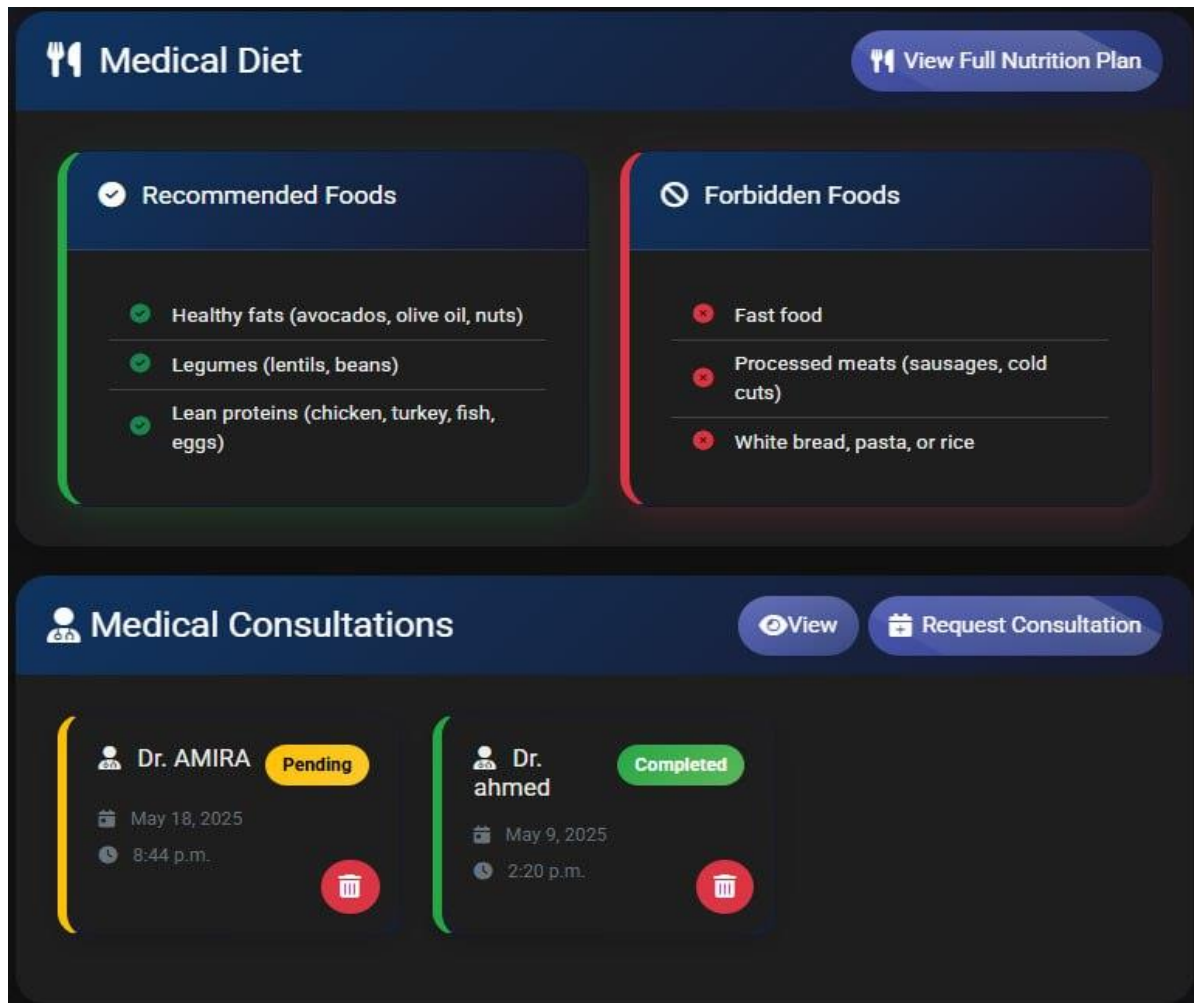 Medical Diet
View Full Nutrition Plan
Recommended Foods
Healthy fats (avocados, olive oil, nuts)
Legumes (lentils, beans)
Lean proteins (chicken, turkey, fish,
eggs)
Forbidden Foods
Fast food
Processed meats (sausages, cold
cuts)
White bread, pasta, or rice
Medical Consultations
View
Request Consultation
Dr. AMIRA
Pending
May 18, 2025
8:44 p.m.
Dr.
ahmed
Completed
May 9, 2025
2:20 p.m.